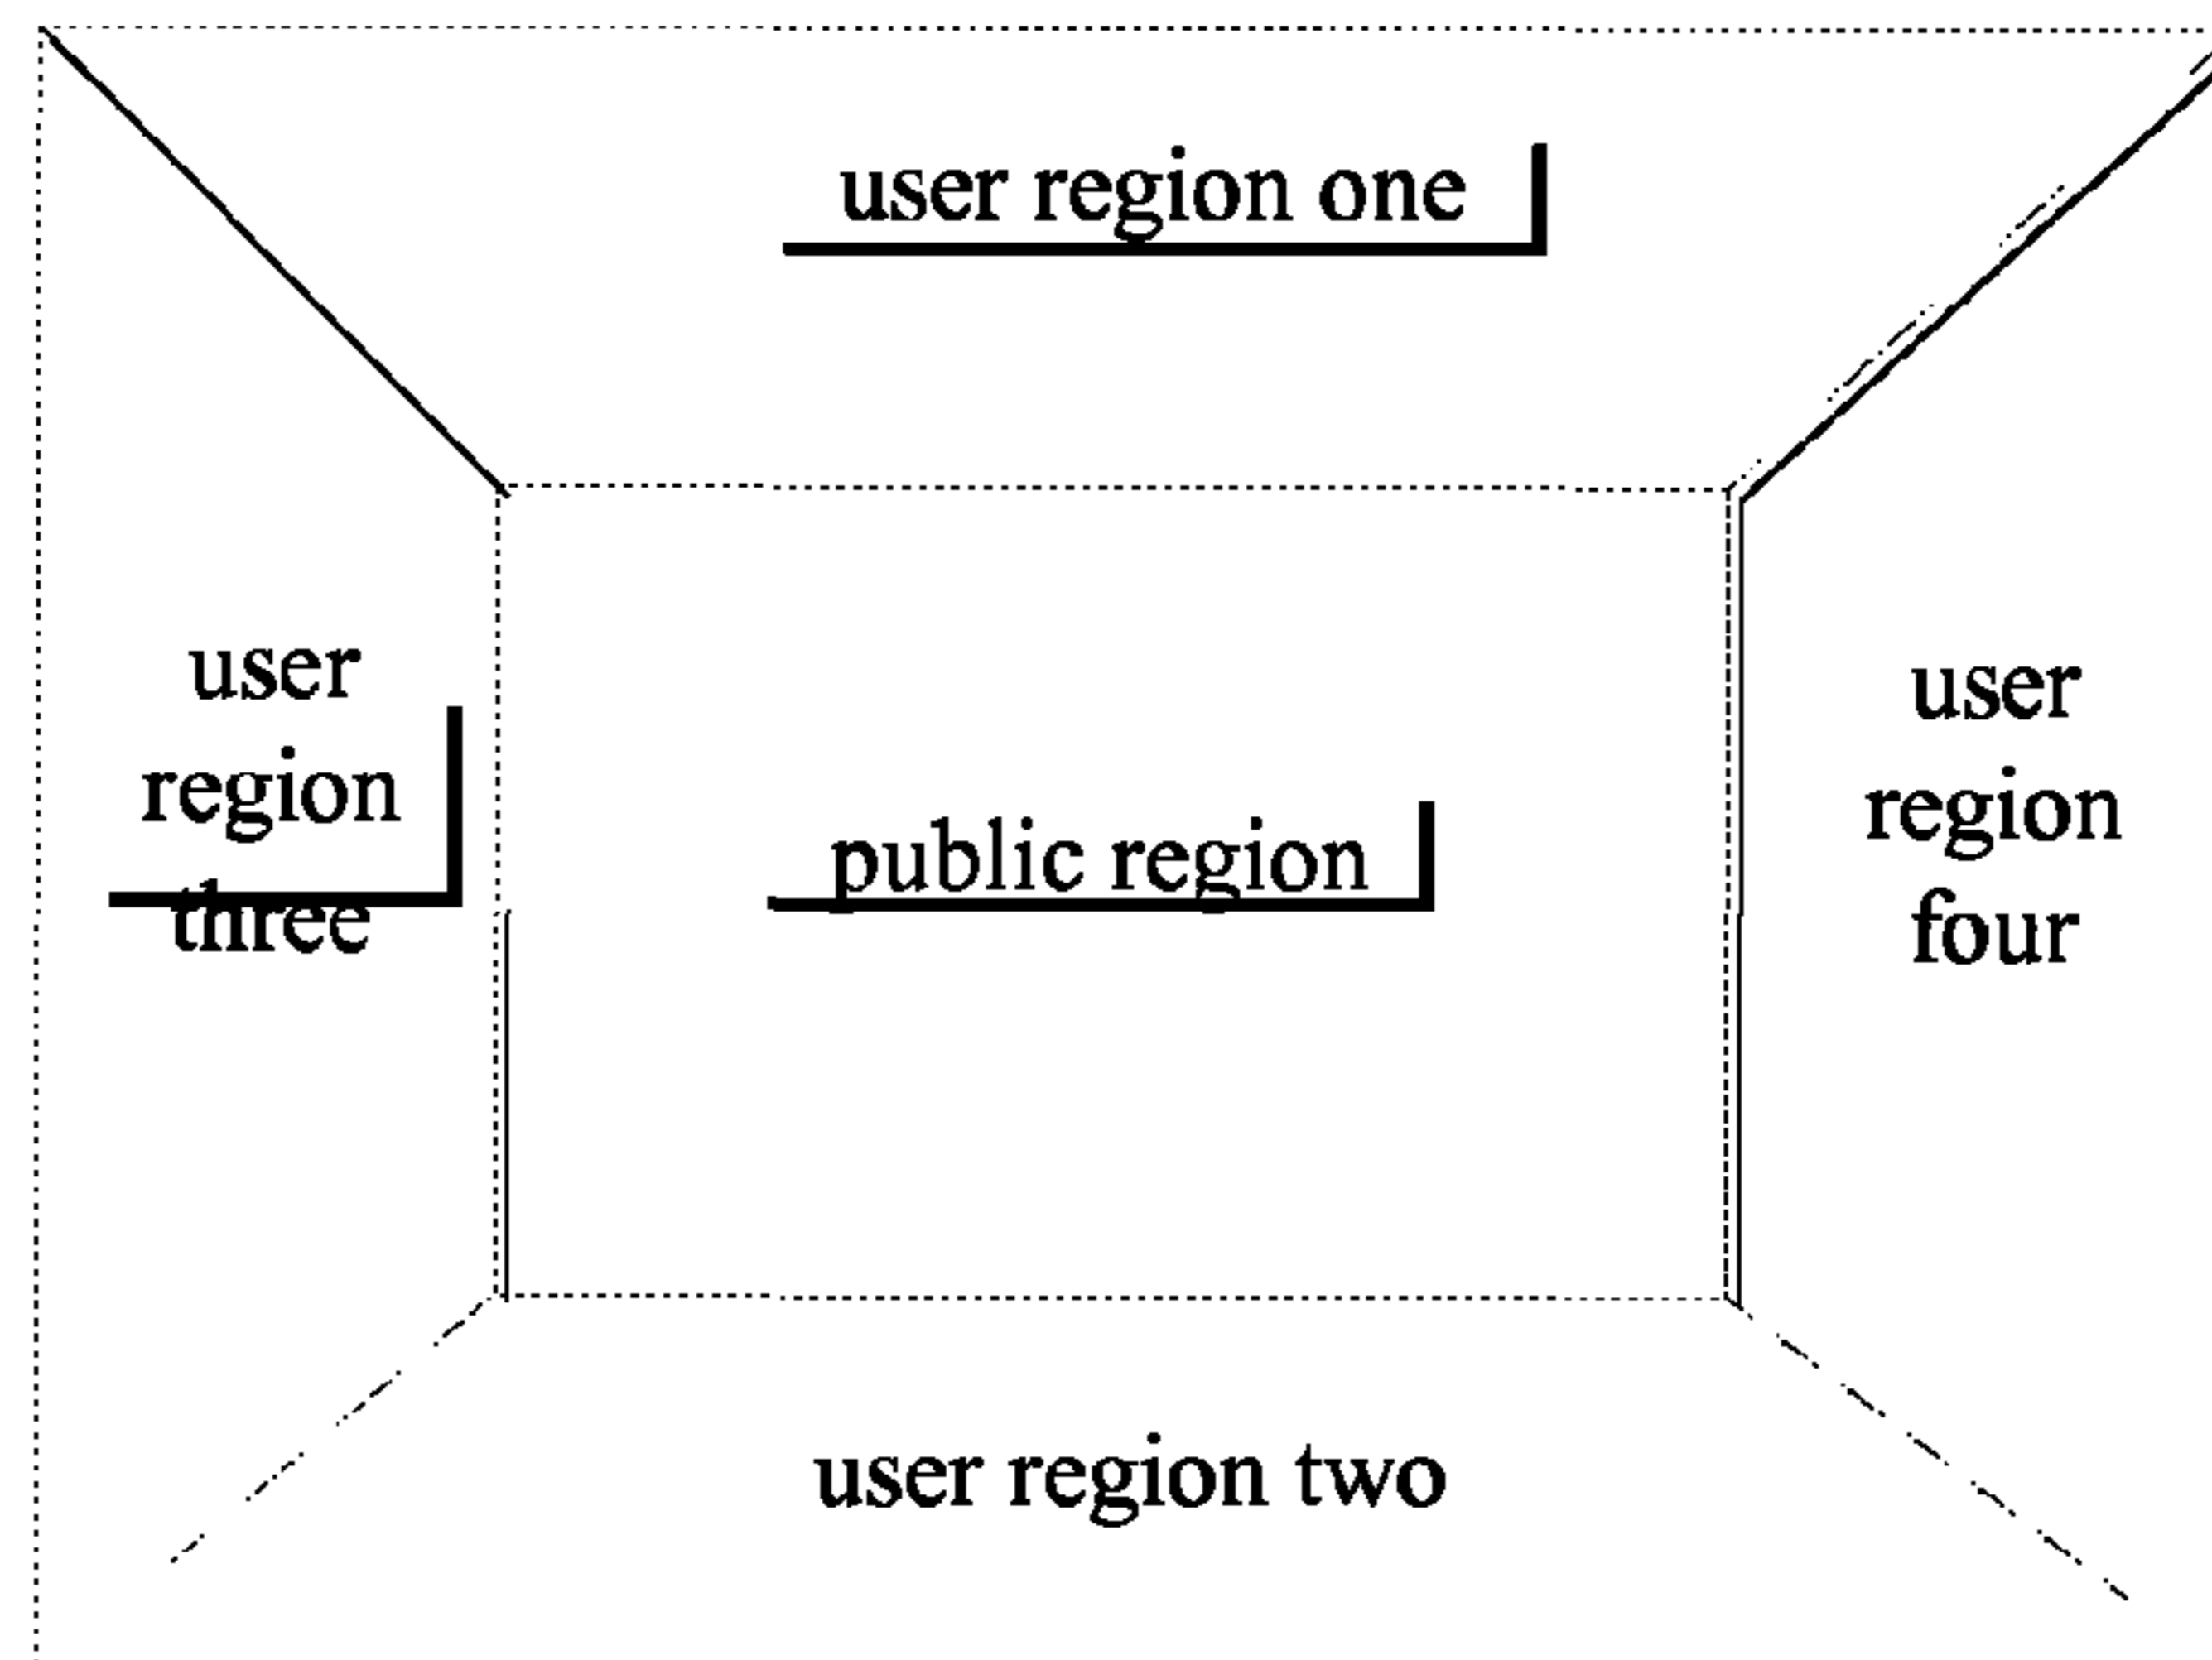 user region one
user
region
three
public region
user
region
four
user region two